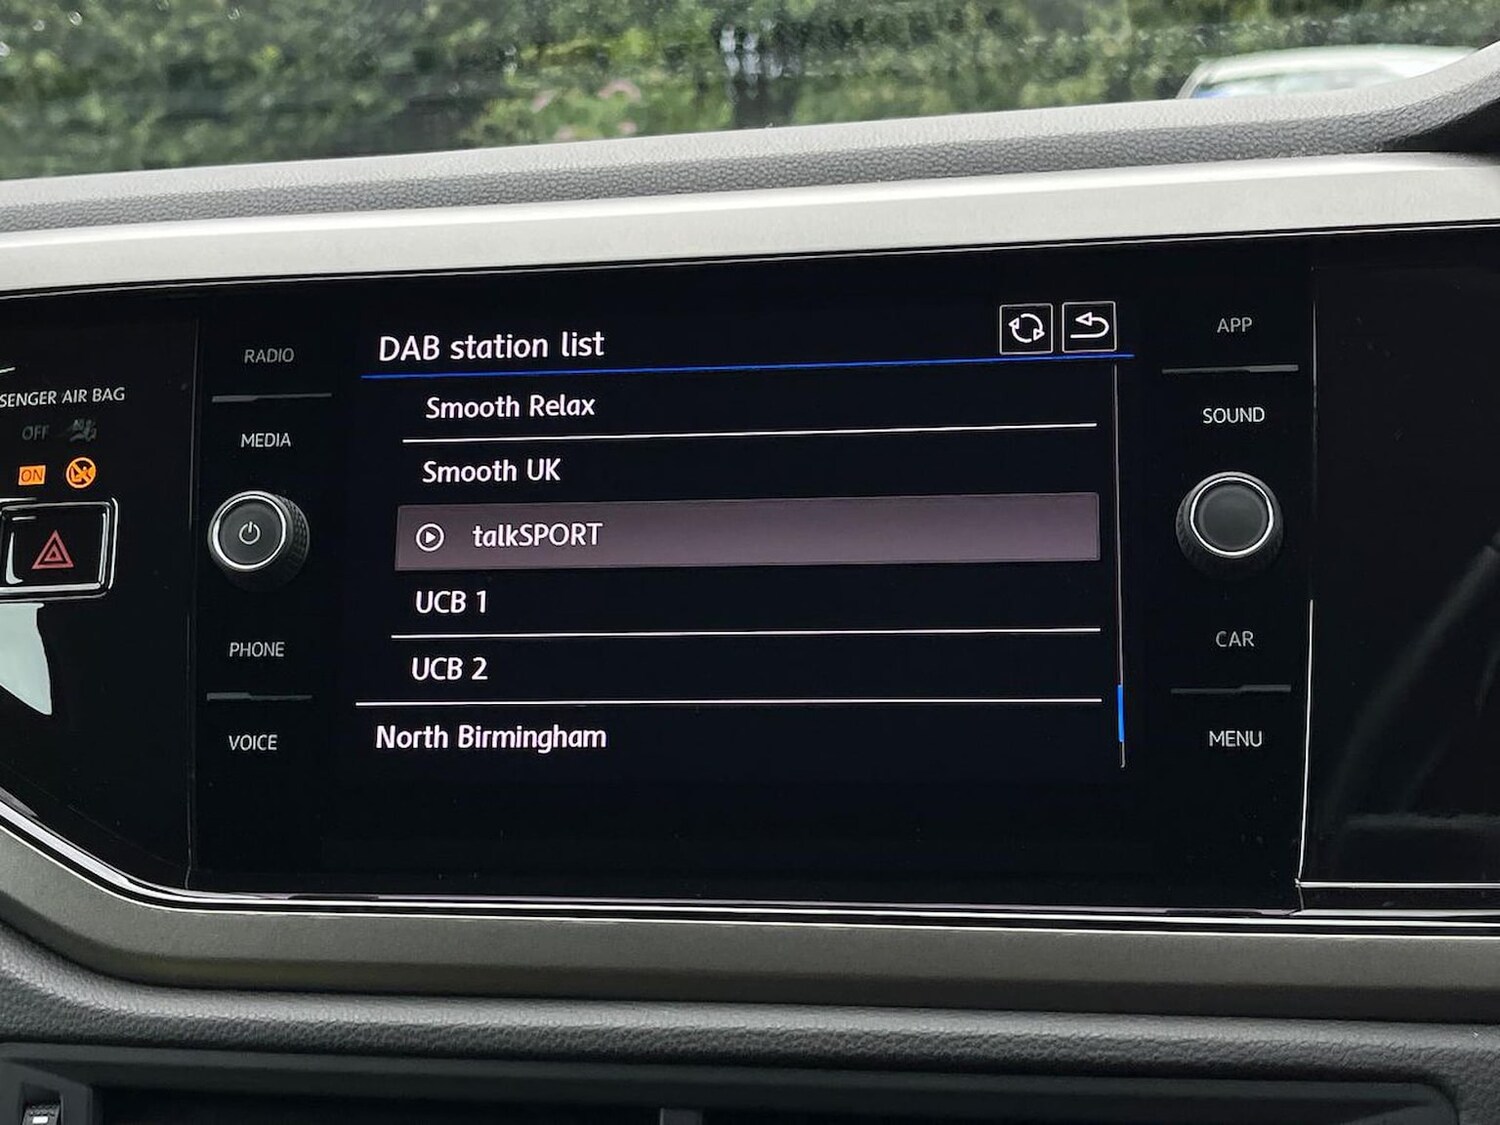 SENGER AIR BAG
OFF
ON
RADIO
MEDIA
PHONE
VOICE
DAB station list
Smooth Relax
Smooth UK
talkSPORT
UCB 1
UCB 2
North Birmingham
APP
SOUND
CAR
MENU